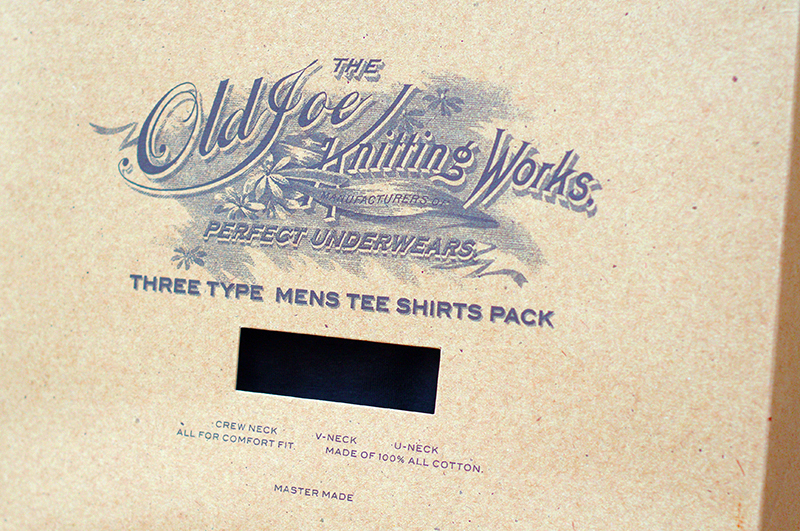 THE
Old Joe
Knitting Works.
MANUFACTURERS OF
PERFECT UNDERWEARS.
THREE TYPE MENS TEE SHIRTS PACK
CREW NECK V-NECK U-NECK
ALL FOR COMFORT FIT. MADE OF 100% ALL COTTON.
MASTER MADE